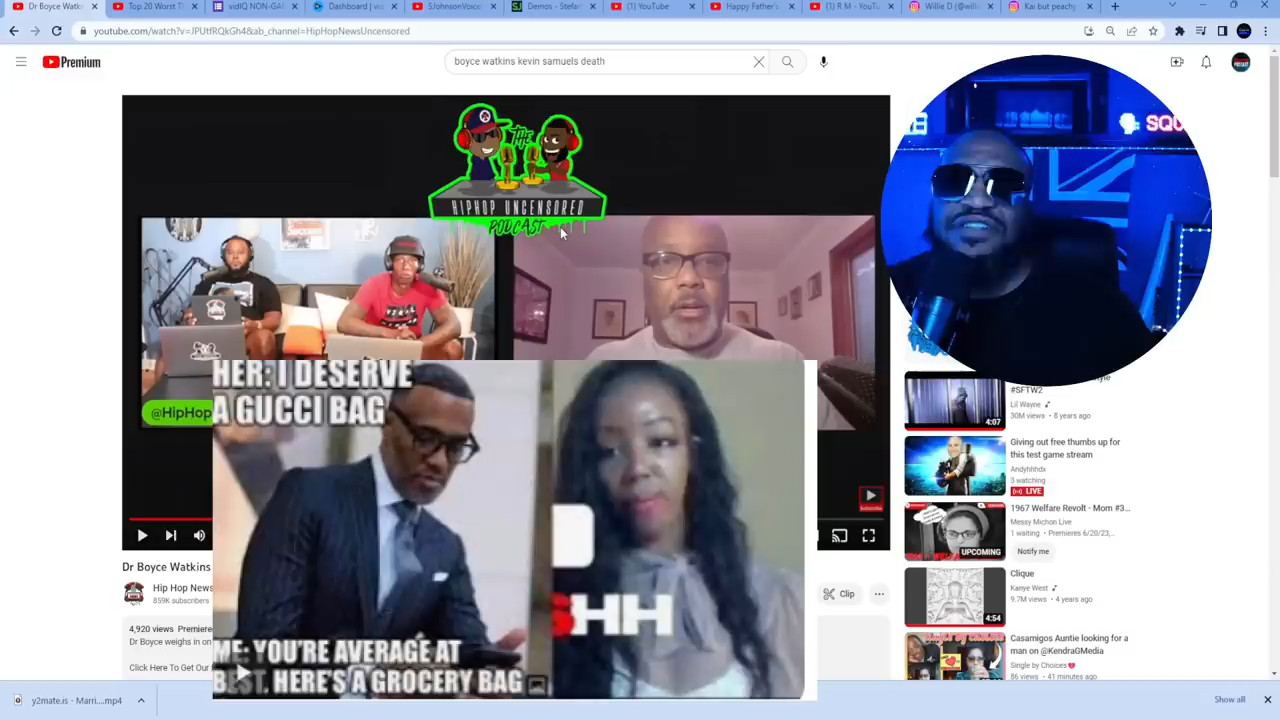 Dr Boyce Watkins
Top 20 Worst T
vidIQ NON-GA
Dashboard | vo
SJohnsonVoice
Demos - Stefan
(1) YouTube
Happy Father's
(1) R M - YouTu
Willie D (@willie
Kai but peachy
youtube.com/watch?v=JPUtfRQkGh4&ab_channel=HipHopNewsUncensored
Premium
boyce watkins kevin samuels death
THE
HIPHOP UNCENSORED
PODCAST
SQU
@HipHop
HER: I DESERVE
A GUCCI BAG
SHH
ME: YOU'RE AVERAGE AT
BEST, HERE'S A GROCERY BAG
Subscribe
Dr Boyce Watkins
Hip Hop News
859K subscribers
Clip
4,920 views Premiere
Dr Boyce weighs in on
Click Here To Get Our
#SFTW2
Lil Wayne
30M views • 8 years ago
4:07
Giving out free thumbs up for
this test game stream
Andyhhhdx
3 watching
LIVE
1967 Welfare Revolt - Mom #3...
Messy Michon Live
1 waiting • Premieres 6/20/23,...
UPCOMING
Notify me
Clique
Kanye West
9.7M views • 4 years ago
4:54
Casamigos Auntie looking for a
man on @KendraGMedia
Single by Choices
86 views • 41 minutes ago
y2mate.is - Marri....mp4
Show all